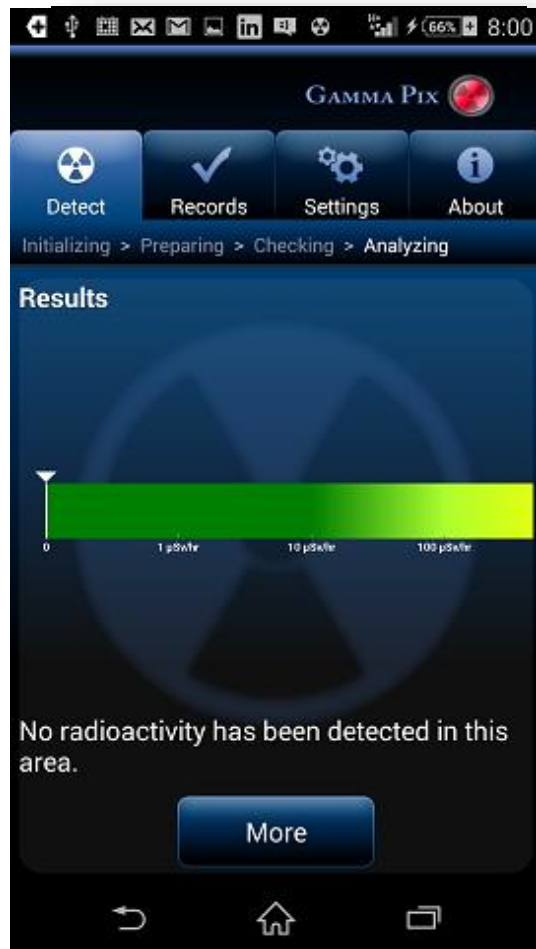 66% 8:00
GAMMA PIX
Detect Records Settings About
Initializing > Preparing > Checking > Analyzing
Results
0 1 µSv/hr 10 µSv/hr 100 µSv/hr
No radioactivity has been detected in this
area.
More